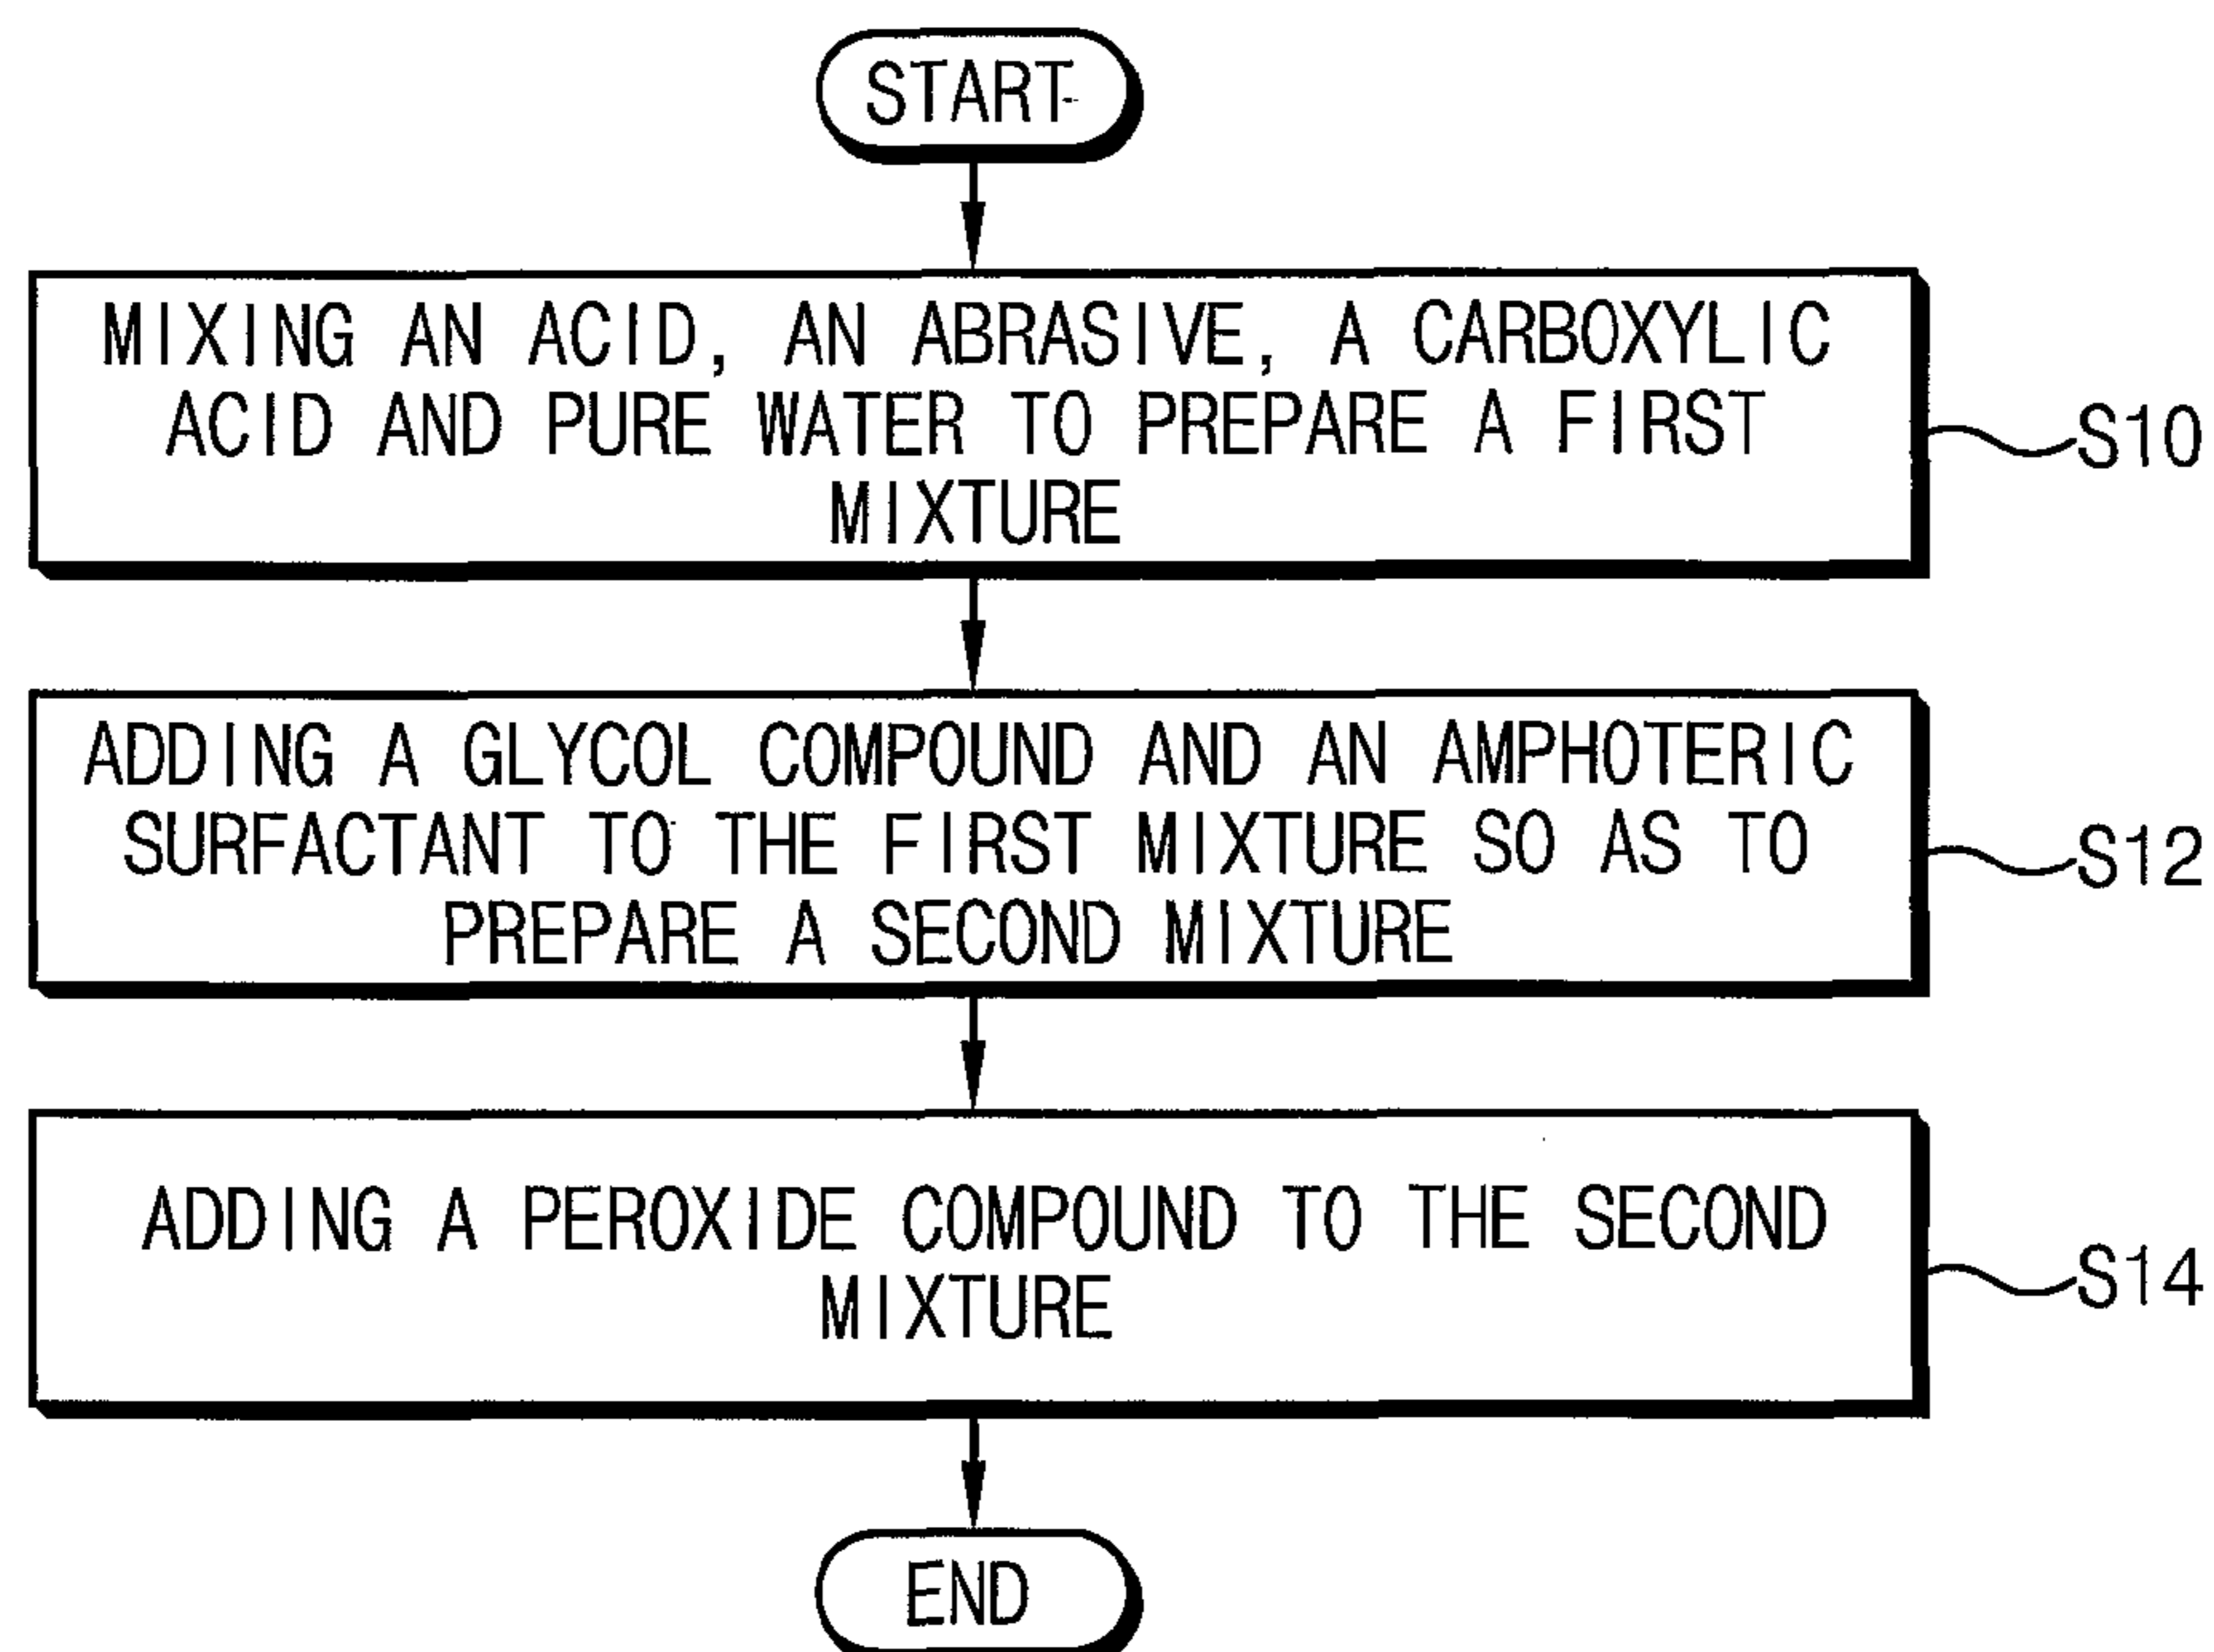 START
MIXING AN ACID, AN ABRASIVE, A CARBOXYLIC
ACID AND PURE WATER TO PREPARE A FIRST
MIXTURE
S10
ADDING A GLYCOL COMPOUND AND AN AMPHOTERIC
SURFACTANT TO THE FIRST MIXTURE SO AS TO
PREPARE A SECOND MIXTURE
S12
ADDING A PEROXIDE COMPOUND TO THE SECOND
MIXTURE
S14
END